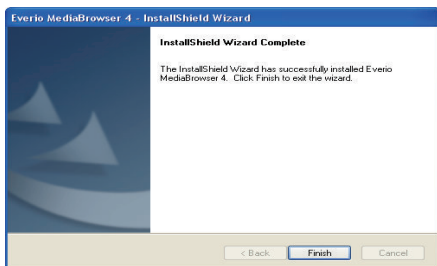 Everio MediaBrowser 4 - InstallShield Wizard
InstallShield Wizard Complete
The InstallShield Wizard has successfully installed Everio
MediaBrowser 4. Click Finish to exit the wizard.
< Back Finish Cancel